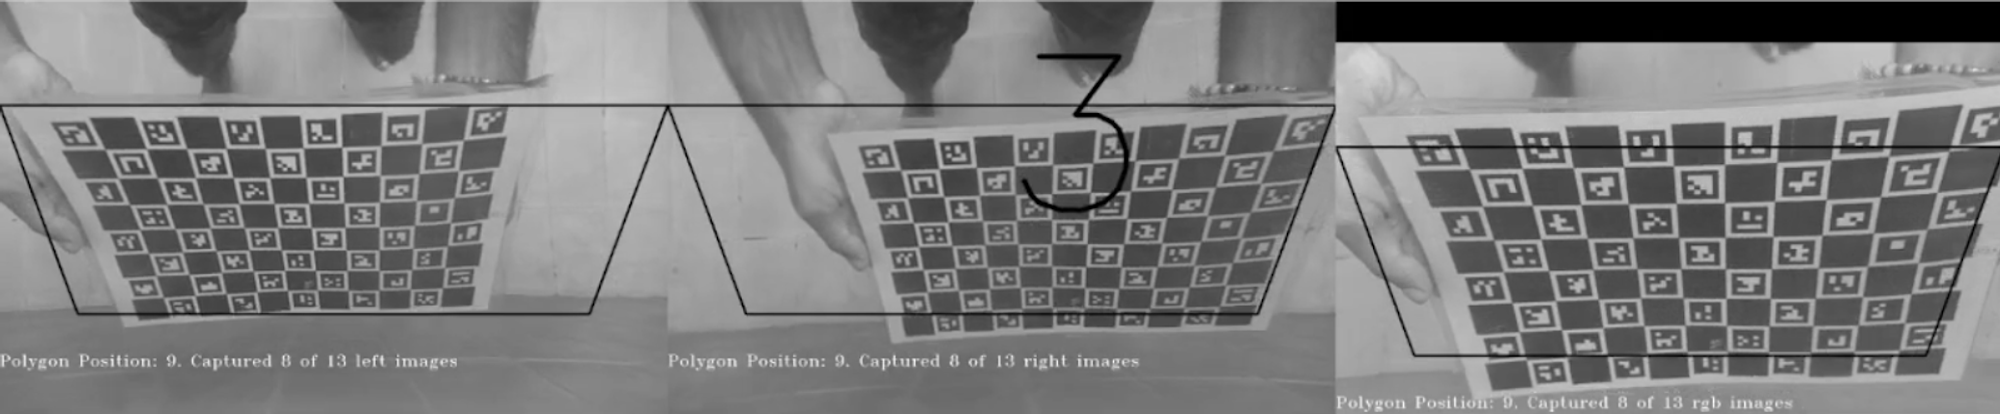 3
Polygon Position: 9. Captured 8 of 13 left images
Polygon Position: 9. Captured 8 of 13 right images
Polygon Position: 9. Captured 8 of 13 rgb images